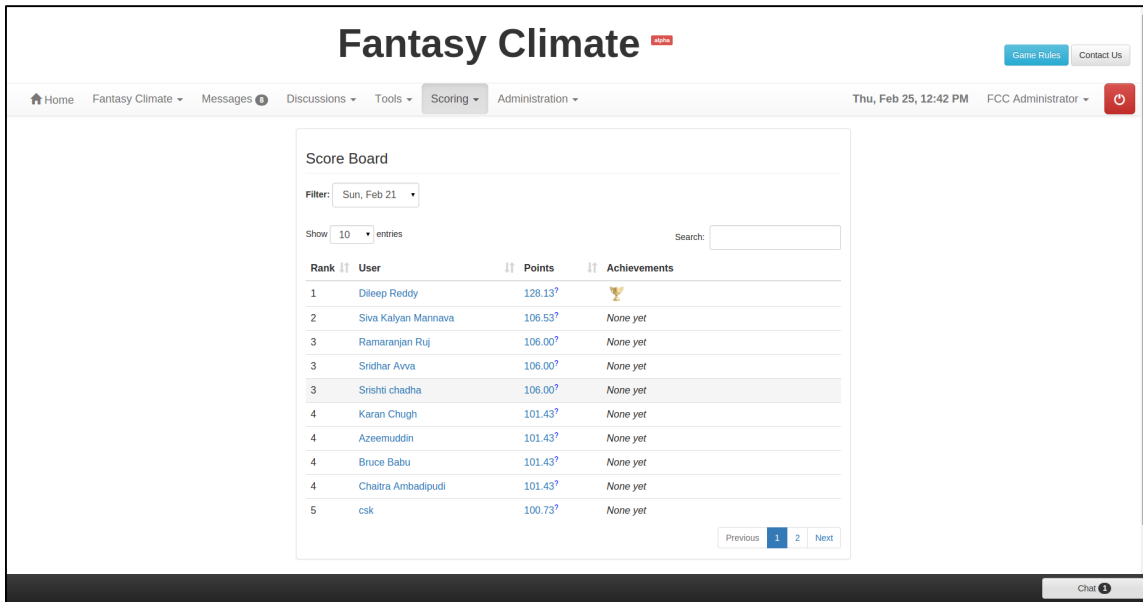 Fantasy Climate alpha
Game Rules Contact Us
Home Fantasy Climate Messages 8 Discussions Tools Scoring Administration Thu, Feb 25, 12:42 PM FCC Administrator
Score Board
Filter: Sun, Feb 21
Show 10 entries Search:
Rank User Points Achievements
1 Dileep Reddy 128.13?
2 Siva Kalyan Mannava 106.53? None yet
3 Ramaranjan Ruj 106.00? None yet
3 Sridhar Avva 106.00? None yet
3 Srishti chadha 106.00? None yet
4 Karan Chugh 101.43? None yet
4 Azeemuddin 101.43? None yet
4 Bruce Babu 101.43? None yet
4 Chaitra Ambadipudi 101.43? None yet
5 csk 100.73? None yet
Previous 1 2 Next
Chat 1